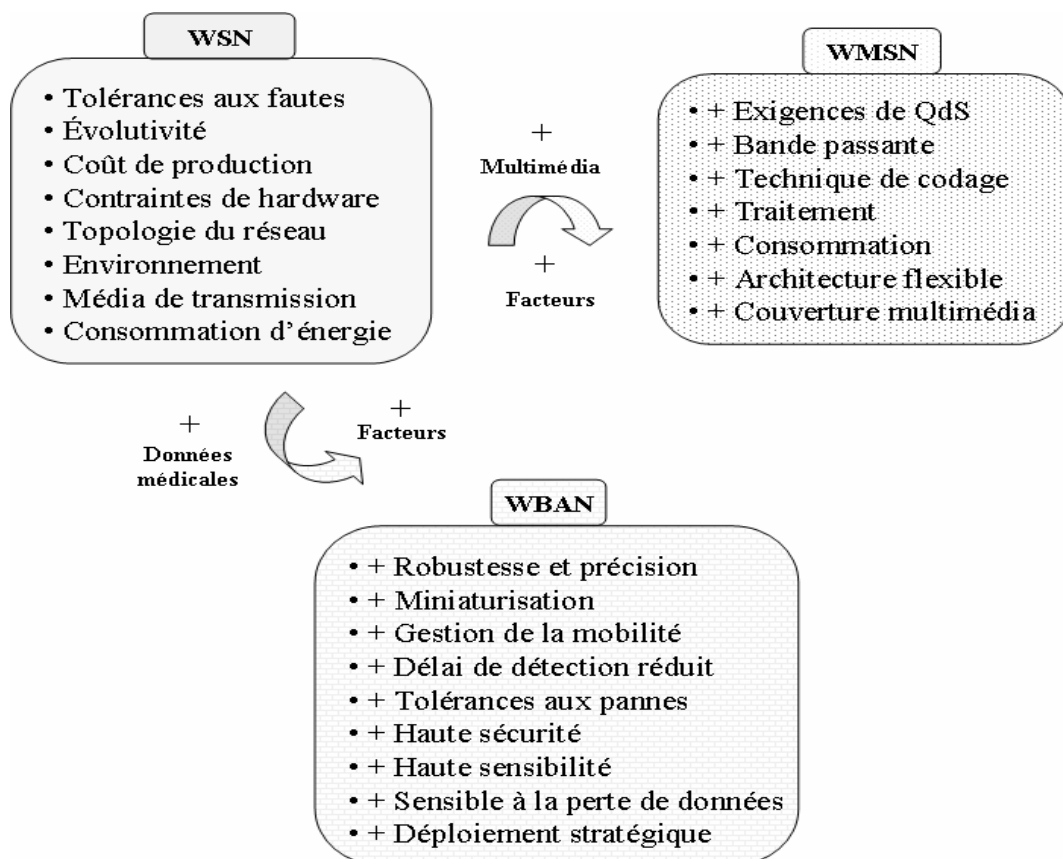 WSN
• Tolérances aux fautes
• Évolutivité
• Coût de production
• Contraintes de hardware
• Topologie du réseau
• Environnement
• Média de transmission
• Consommation d’énergie
+
Multimédia
+
Facteurs
WMSN
• + Exigences de QdS
• + Bande passante
• + Technique de codage
• + Traitement
• + Consommation
• + Architecture flexible
• + Couverture multimédia
+
Données
médicales
+
Facteurs
WBAN
• + Robustesse et précision
• + Miniaturisation
• + Gestion de la mobilité
• + Délai de détection réduit
• + Tolérances aux pannes
• + Haute sécurité
• + Haute sensibilité
• + Sensible à la perte de données
• + Déploiement stratégique